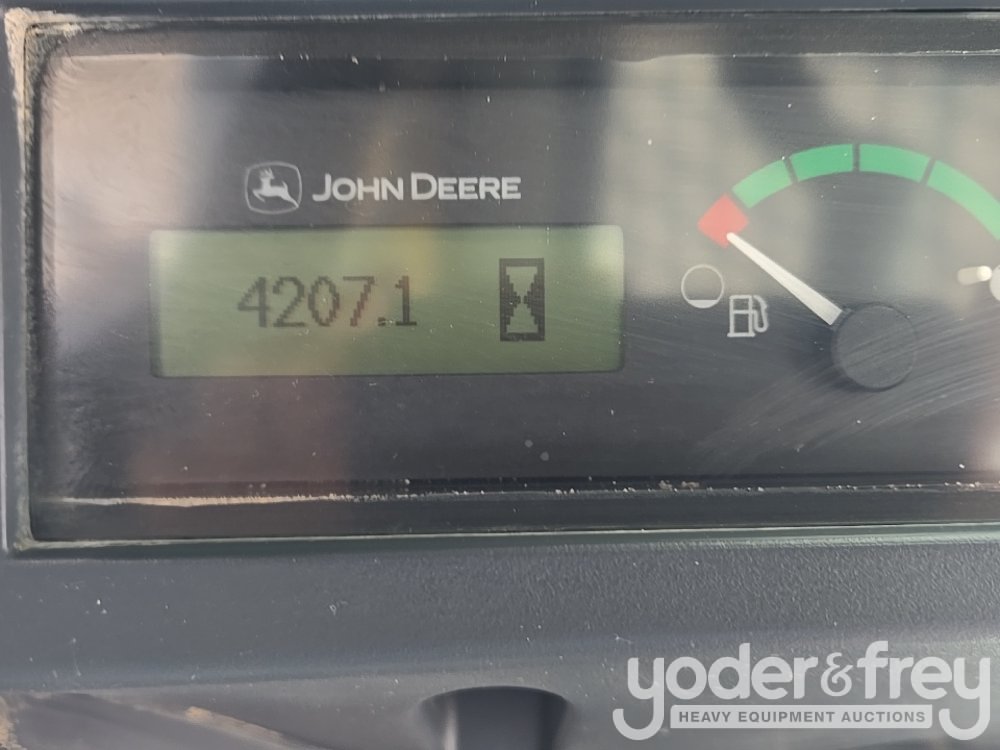 JOHN DEERE
4207.1
yoder&frey
HEAVY EQUIPMENT AUCTIONS